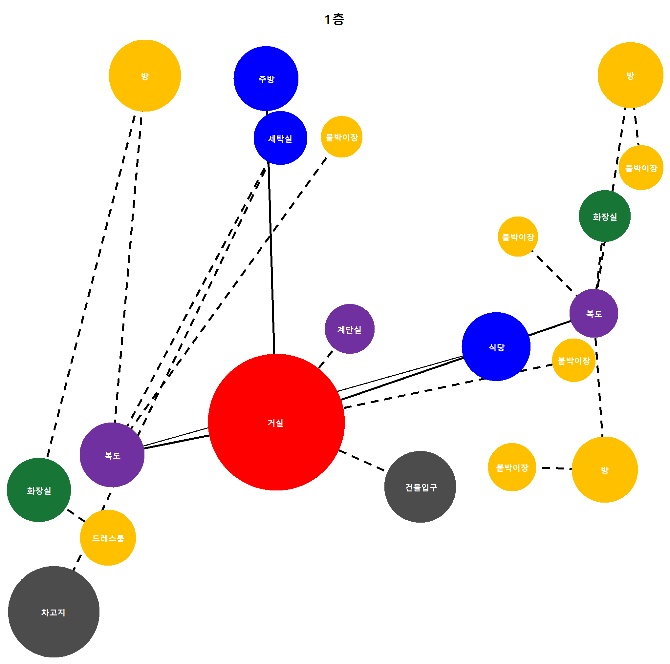 1층
방
주방
방
세탁실
붙박이장
붙박이장
화장실
붙박이장
복도
계단실
식당
붙박이장
거실
복도
붙박이장
방
건물입구
화장실
드레스룸
차고지